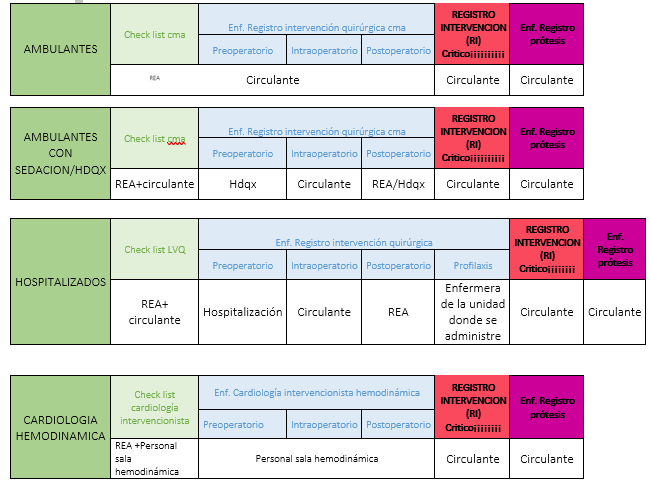 AMBULANTES
Check list cma
Enf. Registro intervención quirúrgica cma
Preoperatorio
Intraoperatorio
Postoperatorio
REGISTRO
INTERVENCION
(RI)
Critico¡¡¡¡¡¡¡¡¡¡
Enf. Registro
prótesis
REA
Circulante
Circulante
Circulante
AMBULANTES
CON
SEDACION/HDQX
Check list cma
Enf. Registro intervención quirúrgica cma
Preoperatorio
Intraoperatorio
Postoperatorio
REGISTRO
INTERVENCION
(RI)
Critico¡¡¡¡¡¡¡¡¡¡
Enf. Registro
prótesis
REA+circulante
Hdqx
Circulante
REA/Hdqx
Circulante
Circulante
HOSPITALIZADOS
Check list LVQ
Enf. Registro intervención quirúrgica
Preoperatorio
Intraoperatorio
Postoperatorio
Profilaxis
REGISTRO
INTERVENCION
(RI)
Critico¡¡¡¡¡¡¡¡
Enf.
Registro
prótesis
REA+
circulante
Hospitalización
Circulante
REA
Enfermera
de la unidad
donde se
administre
Circulante
Circulante
CARDIOLOGIA
HEMODINAMICA
Check list
cardiología
intervencionista
Enf. Cardiología intervencionista hemodinámica
Preoperatorio
Intraoperatorio
Postoperatorio
REGISTRO
INTERVENCION
(RI)
Critico¡¡¡¡¡¡¡¡
Enf. Registro
prótesis
REA +Personal
sala
hemodinámica
Personal sala hemodinámica
Circulante
Circulante